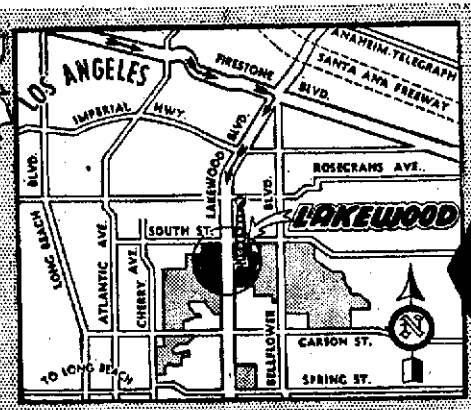 ANAHEIM-TELEGRAPH
SANTA ANA FREEWAY
FIRESTONE
BLVD.
LOS ANGELES
IMPERIAL HWY.
LAKEWOOD BLVD.
ROSECRANS AVE.
BLVD.
LONG BEACH
ATLANTIC AVE.
CHERRY AVE.
SOUTH ST.
LAKEWOOD
BELLFLOWER
BLVD.
N
CARSON ST.
SPRING ST.
TO LONG BEACH